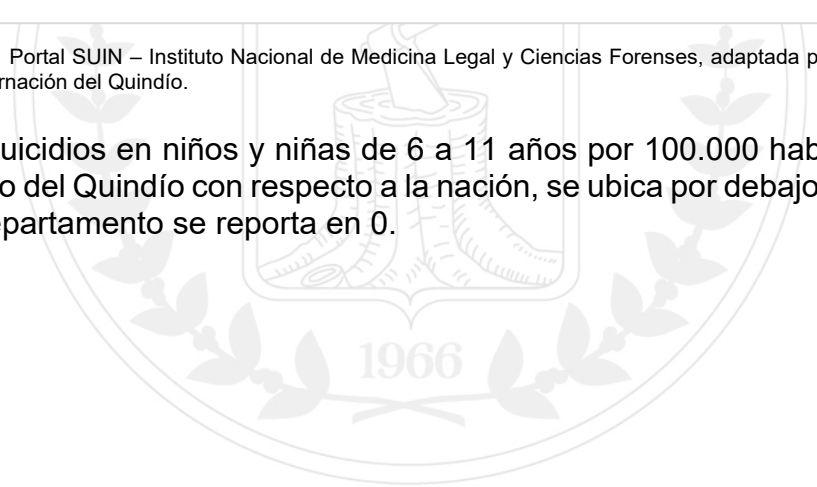 Portal SUIN – Instituto Nacional de Medicina Legal y Ciencias Forenses, adaptada p
rnación del Quindío.
uicidios en niños y niñas de 6 a 11 años por 100.000 hab
o del Quindío con respecto a la nación, se ubica por debajo
partamento se reporta en 0.
1966